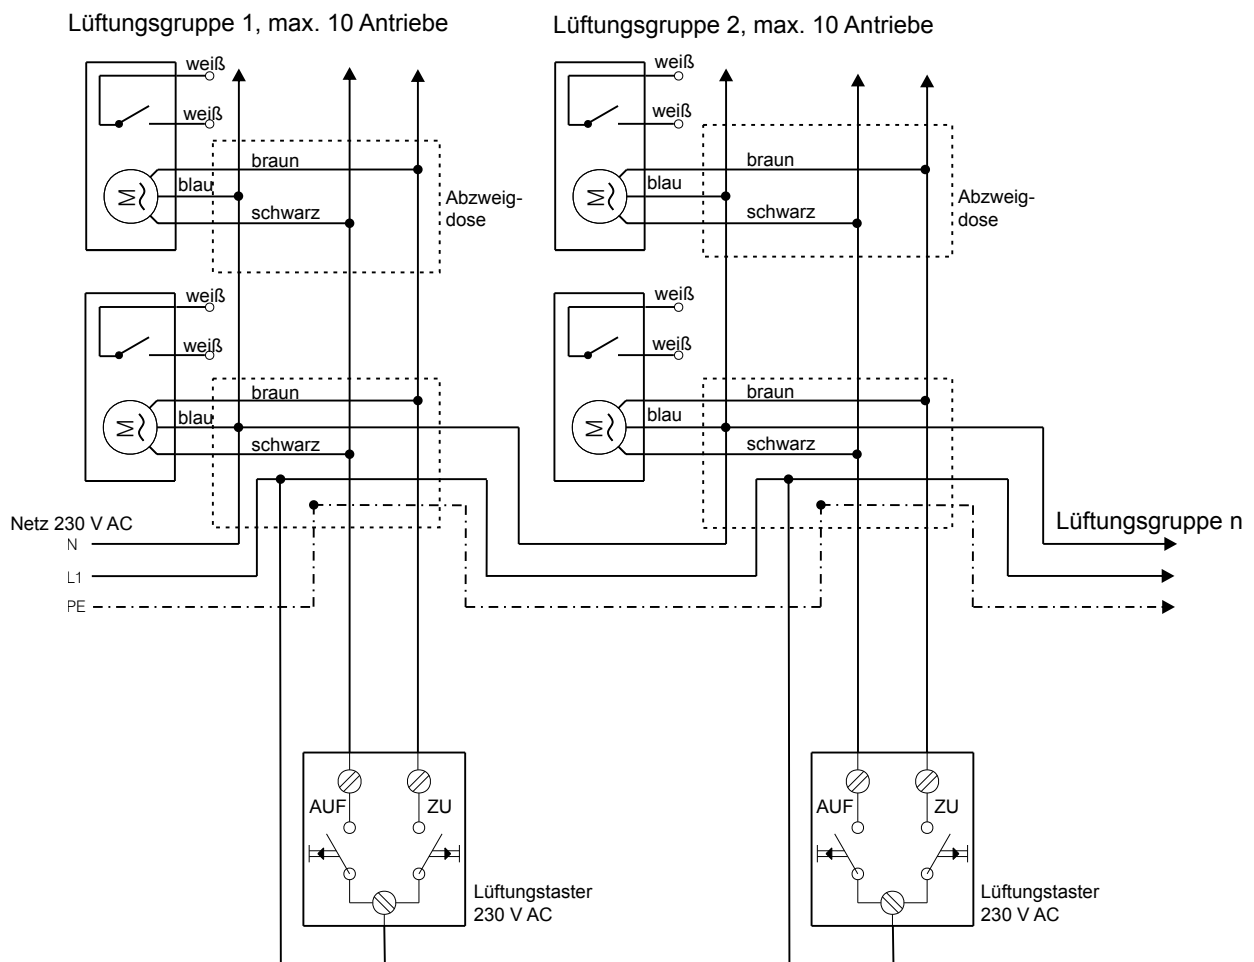 Lüftungsgruppe 1, max. 10 Antriebe
Lüftungsgruppe 2, max. 10 Antriebe
weiß
weiß
braun
blau
schwarz
Abzweig-
dose
weiß
weiß
braun
blau
schwarz
Abzweig-
dose
weiß
weiß
braun
blau
schwarz
weiß
weiß
braun
blau
schwarz
Netz 230 V AC
N
L1
PE
Lüftungsgruppe n
M
M
M
M
AUF
ZU
Lüftungstaster
230 V AC
AUF
ZU
Lüftungstaster
230 V AC